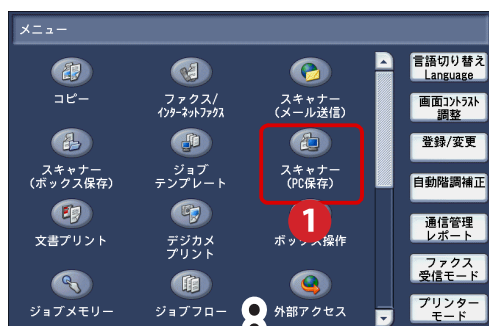 メニュー
コピー
ファクス/
インターネットファクス
スキャナー
(メール送信)
スキャナー
(ボックス保存)
ジョブ
テンプレート
スキャナー
(PC保存)
1
文書プリント
デジカメ
プリント
ボックス操作
ジョブメモリー
ジョブフロー
外部アクセス
言語切り替え
Language
画面コントラスト
調整
登録/変更
自動階調補正
通信管理
レポート
ファクス
受信モード
プリンター
モード